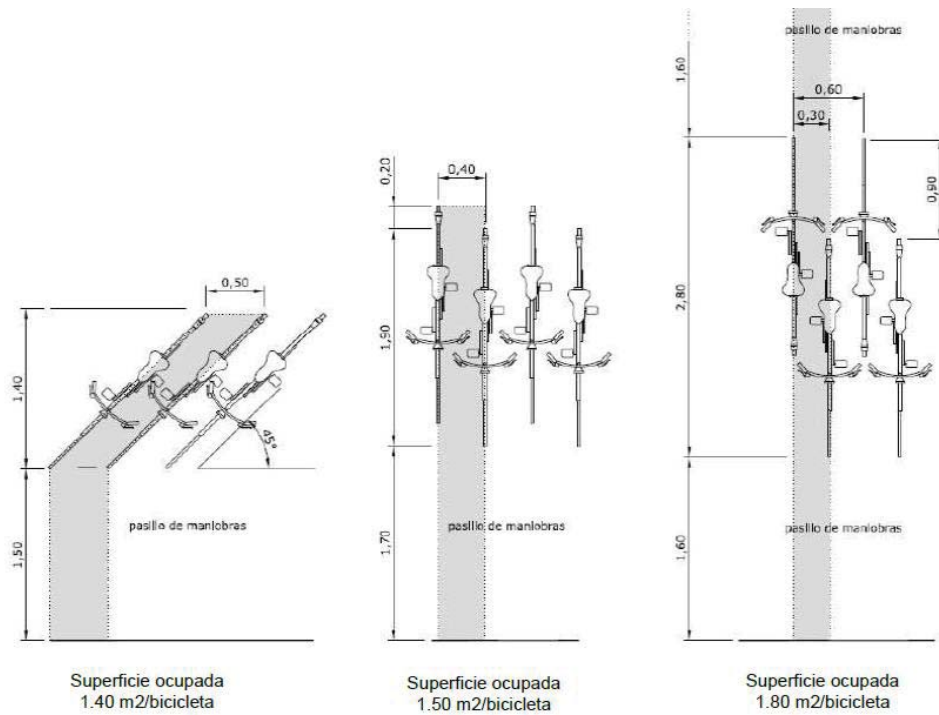 0,50
1,40
45°
pasillo de maniobras
1,50
Superficie ocupada
1.40 m2/bicicleta
0,20
0,40
1,90
1,70
pasillo de maniobras
Superficie ocupada
1.50 m2/bicicleta
pasillo de maniobras
1,60
0,60
0,30
0,90
2,80
1,60
pasillo de maniobras
Superficie ocupada
1.80 m2/bicicleta